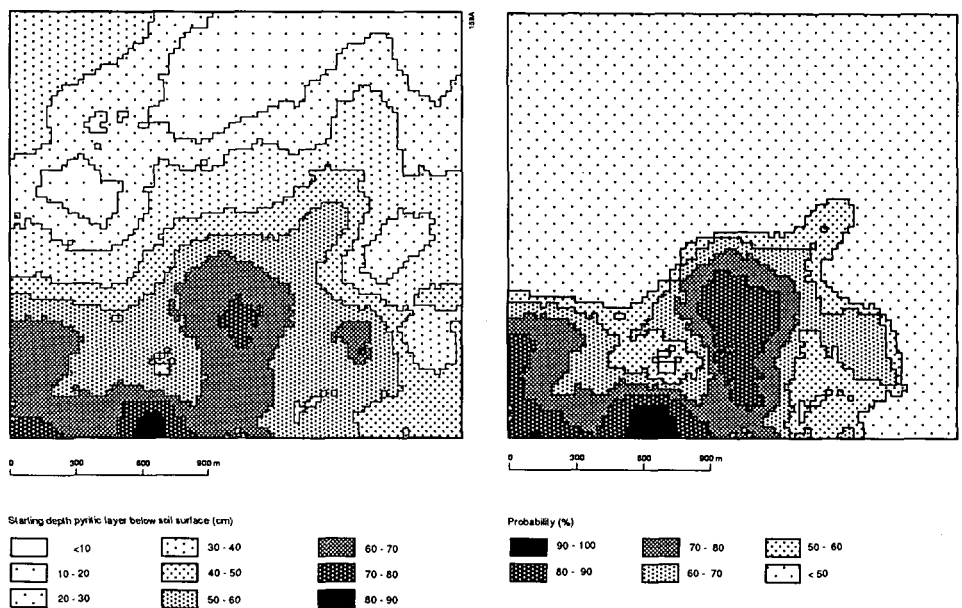 159A
0 300 600 900 m
0 300 600 900 m
Starting depth pyritic layer below soil surface (cm)
<10
30 - 40
60 - 70
10 - 20
40 - 50
70 - 80
20 - 30
50 - 60
80 - 90
Probability (%)
90 - 100
70 - 80
50 - 60
80 - 90
60 - 70
< 50